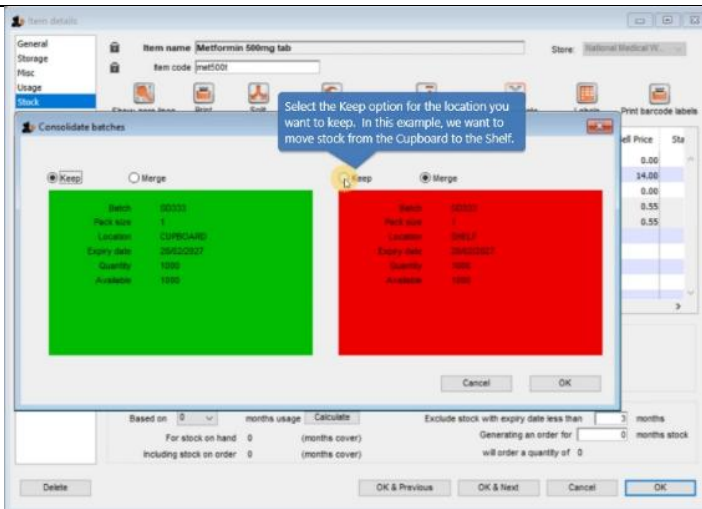 Item details
General
Storage
Misc
Usage
Stock
Item name Metformin 500mg tab
Item code met500t
Store: National Medical W...
Print Split
Labels Print barcode labels
Select the Keep option for the location you
want to keep. In this example, we want to
move stock from the Cupboard to the Shelf.
Consolidate batches
Sell Price Sta
0.00
14.00
0.00
0.55
0.55
Keep Merge
Keep Merge
Batch
Pack size 1
Location CUPBOARD
Expiry date 28/02/2027
Quantity 1000
Available 1000
Batch
Pack size 1
Location SHELF
Expiry date 28/02/2027
Quantity 1000
Available 1000
Cancel OK
Based on 0 months usage Calculate
For stock on hand 0 (months cover)
Including stock on order 0 (months cover)
Exclude stock with expiry date less than 3 months
Generating an order for 0 months stock
will order a quantity of 0
Delete OK & Previous OK & Next Cancel OK